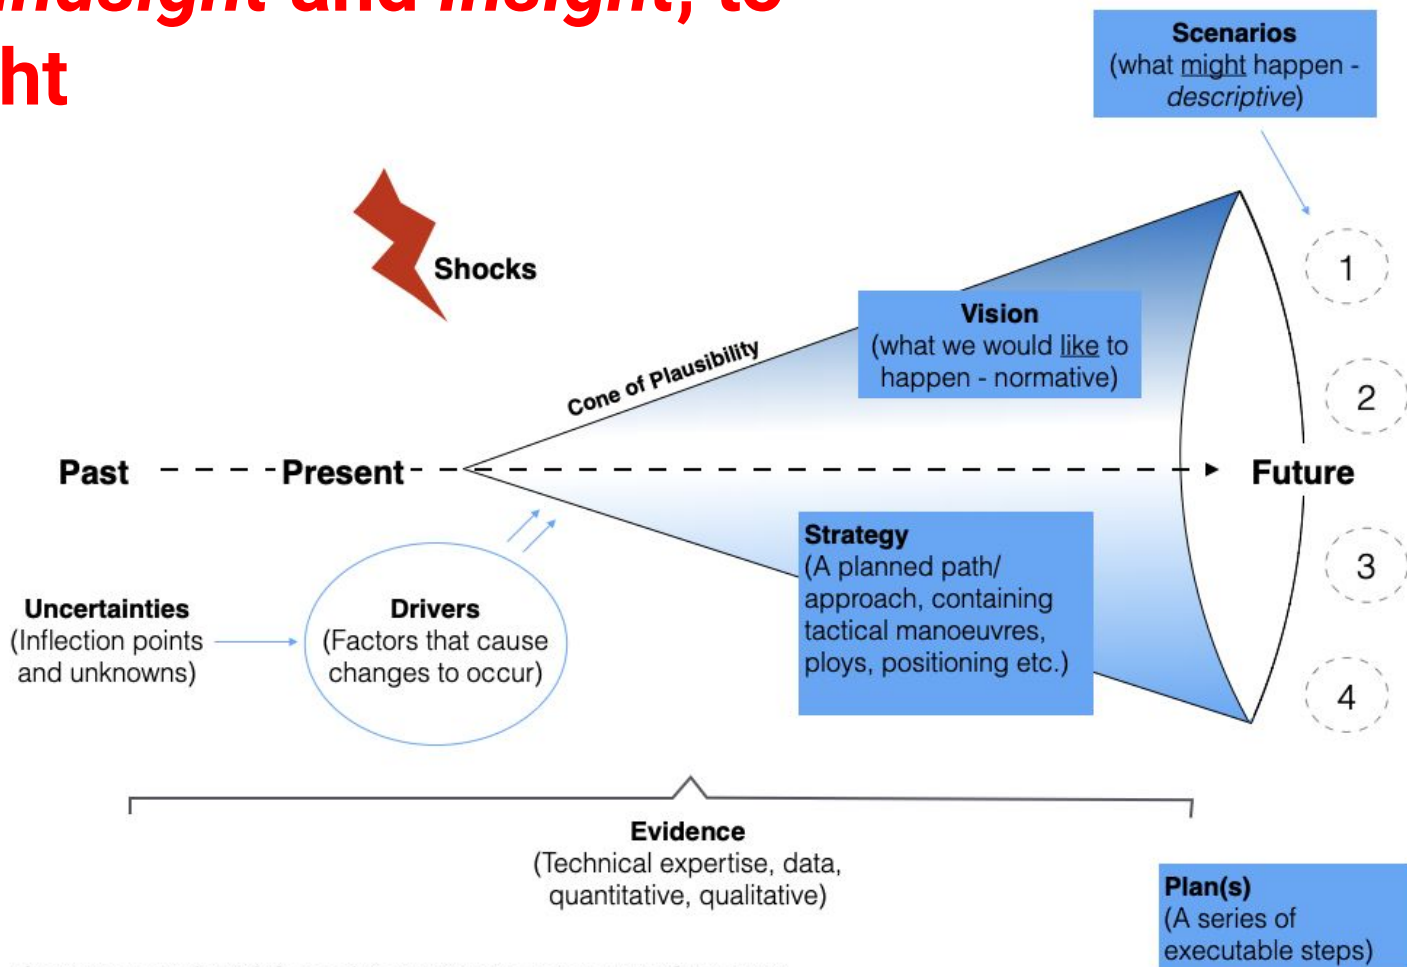 and insight, to
ht
Scenarios
(what might happen -
descriptive)
Shocks
1
Vision
(what we would like to
happen - normative)
Cone of Plausibility
2
Past
Present
Future
Strategy
(A planned path/
approach, containing
tactical manoeuvres,
ploys, positioning etc.)
3
Uncertainties
(Inflection points
and unknowns)
Drivers
(Factors that cause
changes to occur)
4
Evidence
(Technical expertise, data,
quantitative, qualitative)
Plan(s)
(A series of
executable steps)